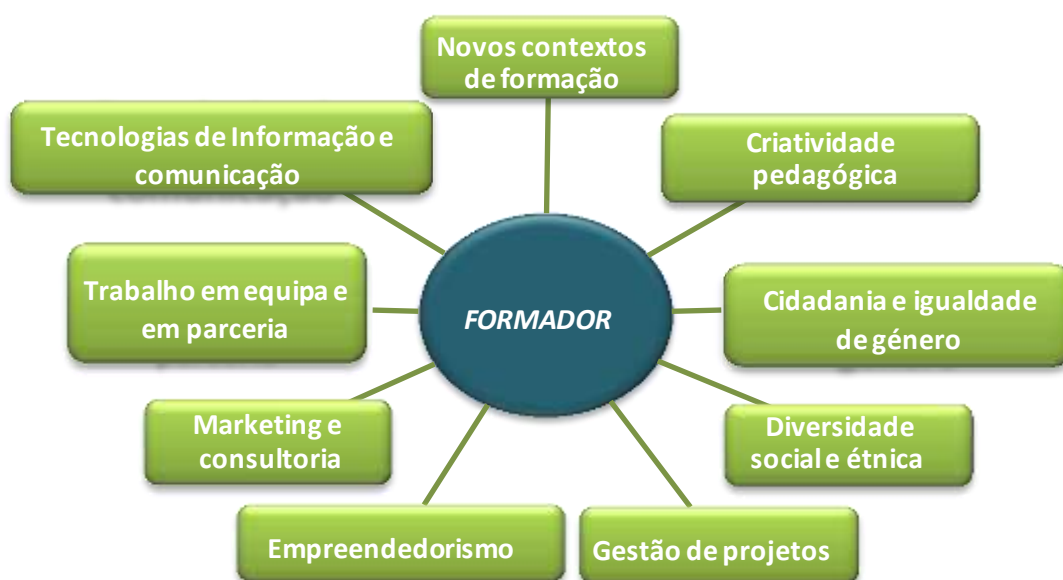 Novos contextos
de formação
Tecnologias de Informação e
comunicação
Criatividade
pedagógica
Trabalho em equipa e
em parceria
FORMADOR
Cidadania e igualdade
de género
Marketing e
consultoria
Diversidade
social e étnica
Empreendedorismo
Gestão de projetos